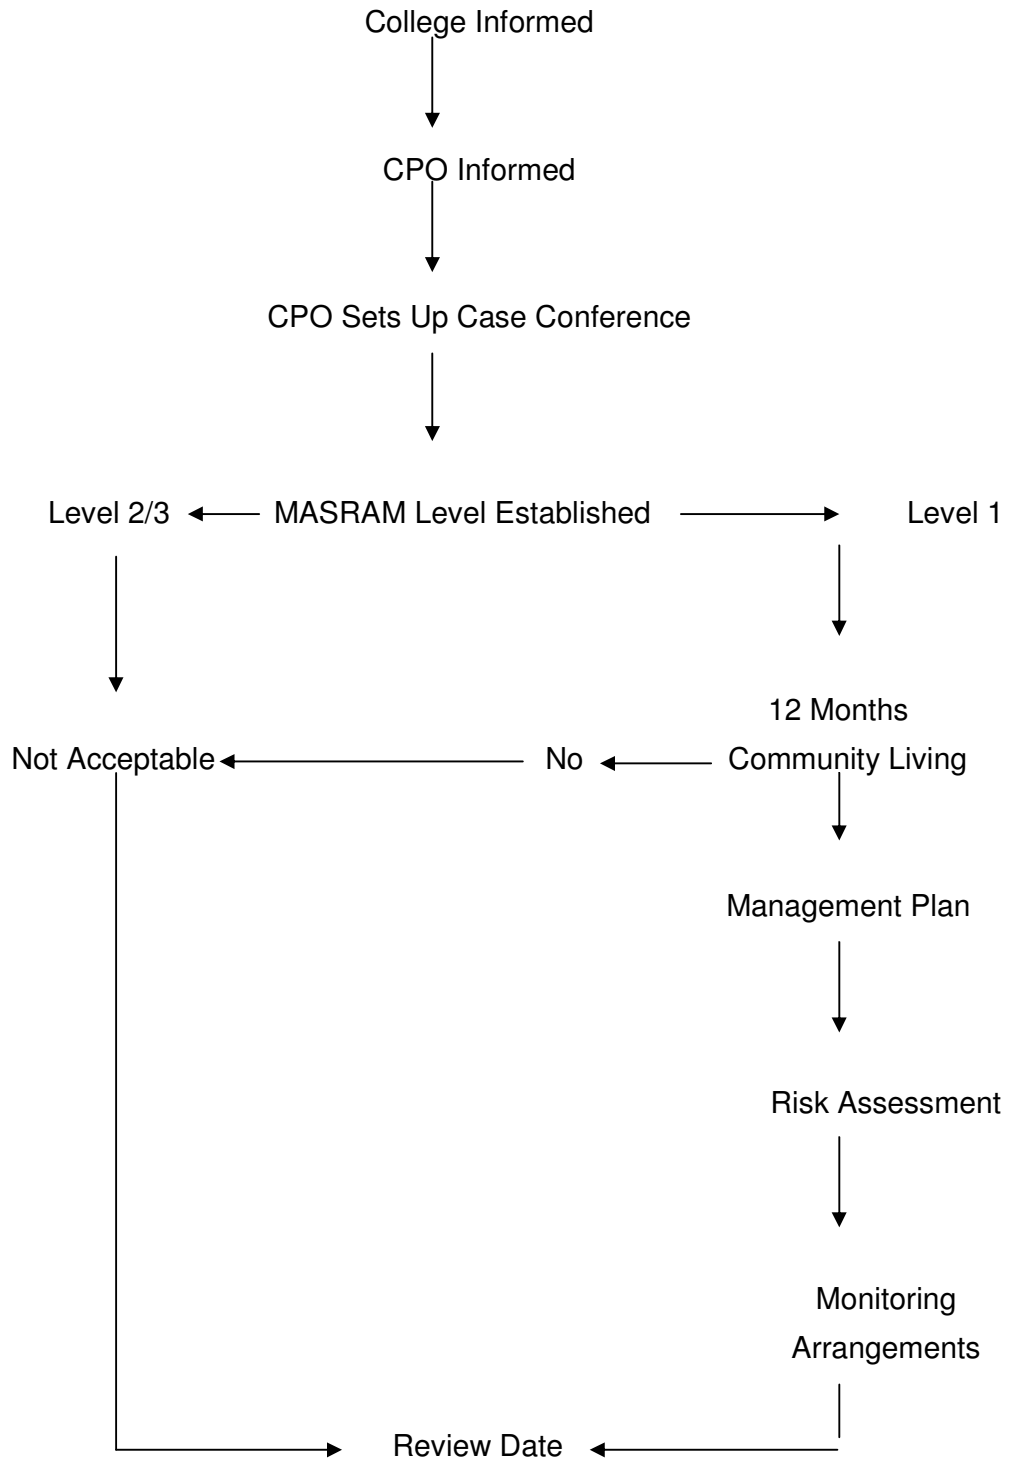 College Informed
CPO Informed
CPO Sets Up Case Conference
Level 2/3 MASRAM Level Established Level 1
12 Months
Not Acceptable No Community Living
Management Plan
Risk Assessment
Monitoring
Arrangements
Review Date